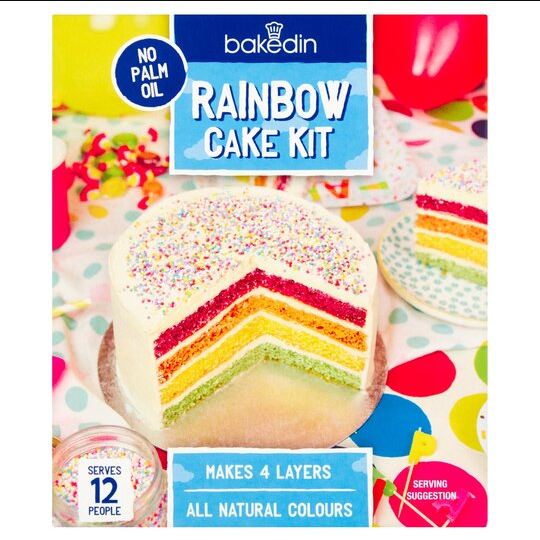 bakedin
NO
PALM
OIL
RAINBOW
CAKE KIT
SERVES
12
PEOPLE
MAKES 4 LAYERS
ALL NATURAL COLOURS
SERVING
SUGGESTION